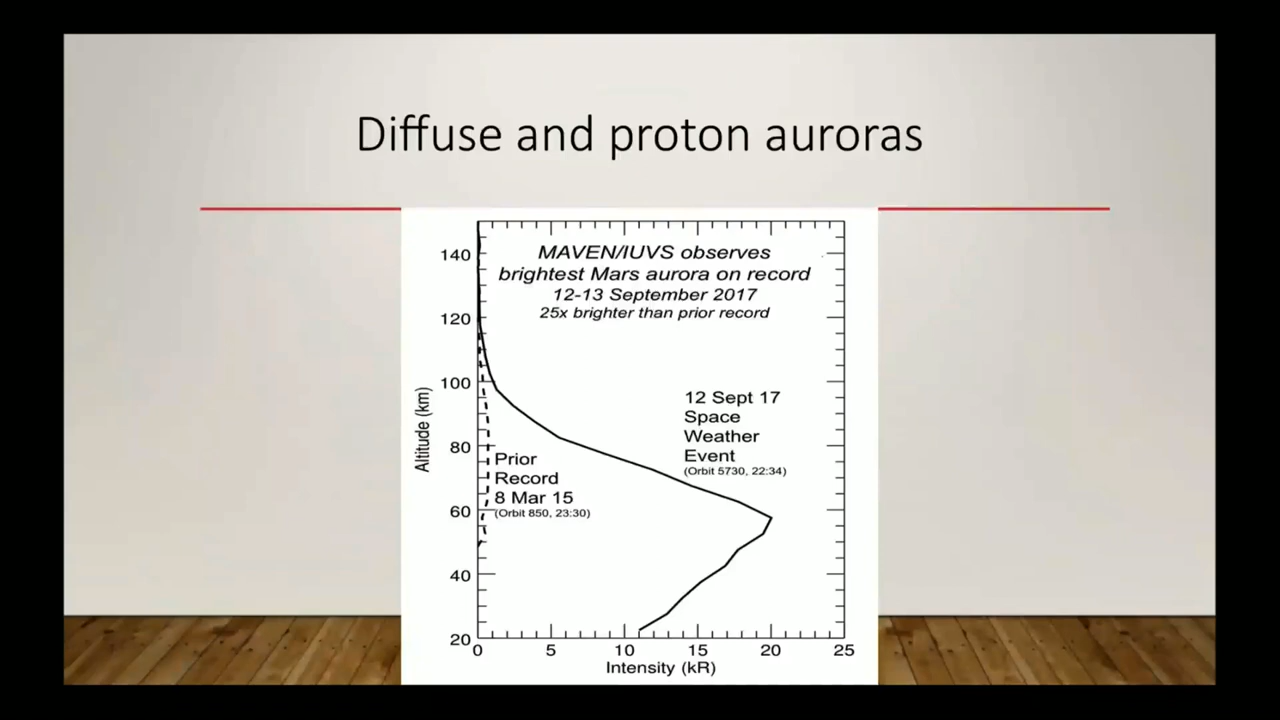 Diffuse and proton auroras
MAVEN/IUVS observes
brightest Mars aurora on record
12-13 September 2017
25x brighter than prior record
140
120
100
80
60
40
20
Altitude (km)
12 Sept 17
Space
Weather
Event
(Orbit 5730, 22:34)
Prior
Record
8 Mar 15
(Orbit 850, 23:30)
0 5 10 15 20 25
Intensity (kR)